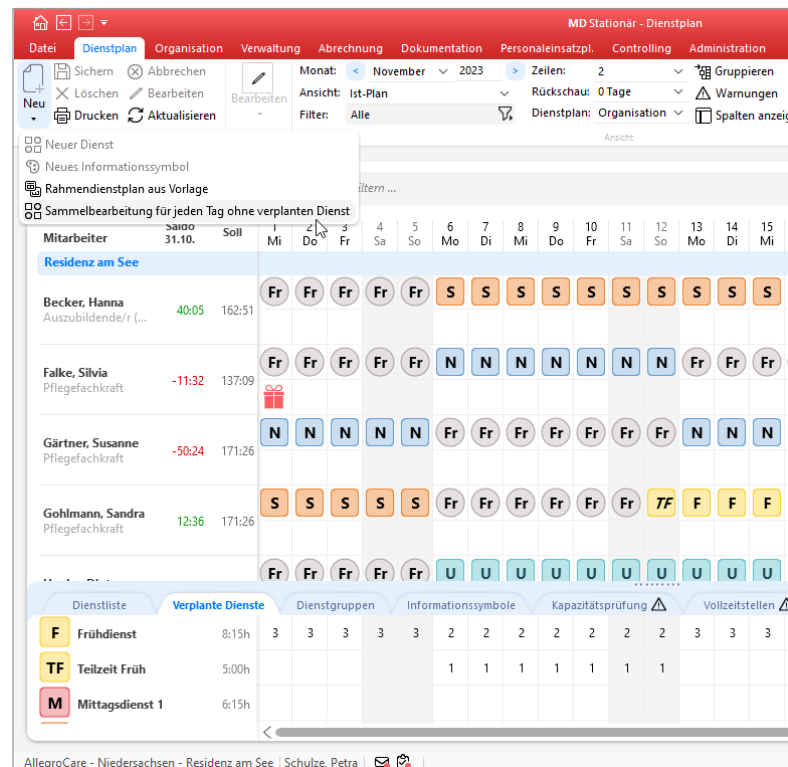 MD Stationär - Dienstplan
Datei Dienstplan Organisation Verwaltung Abrechnung Dokumentation Personaleinsatzpl. Controlling Administration
Neu Sichern Abbrechen Bearbeiten Monat: < November 2023 > Zeilen: 2 Gruppieren
Löschen Bearbeiten Ansicht: Ist-Plan Rückschau: 0 Tage Warnungen
Drucken Aktualisieren Filter: Alle Dienstplan: Organisation Spalten anzeig
Ansicht
Neuer Dienst
Neues Informationssymbol
Rahmendienstplan aus Vorlage
iltern ...
Sammelbearbeitung für jeden Tag ohne verplanten Dienst
Mitarbeiter Saldo 31.10. Soll 1 2 3 4 5 6 7 8 9 10 11 12 13 14 15
Mi Do Fr Sa So Mo Di Mi Do Fr Sa So Mo Di Mi
Residenz am See
Becker, Hanna 40:05 162:51 Fr Fr Fr Fr Fr S S S S S S S S S S
Auszubildende/r (...
Falke, Silvia -11:32 137:09 Fr Fr Fr Fr Fr N N N N N N N Fr Fr Fr
Pflegefachkraft
Gärtner, Susanne -50:24 171:26 N N N N N Fr Fr Fr Fr Fr Fr Fr N N N
Pflegefachkraft
Gohlmann, Sandra 12:36 171:26 S S S S S Fr Fr Fr Fr Fr Fr TF F F F
Pflegefachkraft
Fr Fr Fr Fr Fr U U U U U U U U U U
Dienstliste Verplante Dienste Dienstgruppen Informationssymbole Kapazitätsprüfung Vollzeitstellen
F Frühdienst 8:15h 3 3 3 3 3 2 2 2 2 2 2 2 3 3 3
TF Teilzeit Früh 5:00h 1 1 1 1 1 1 1
M Mittagsdienst 1 6:15h
AllegroCare - Niedersachsen - Residenz am See Schulze, Petra